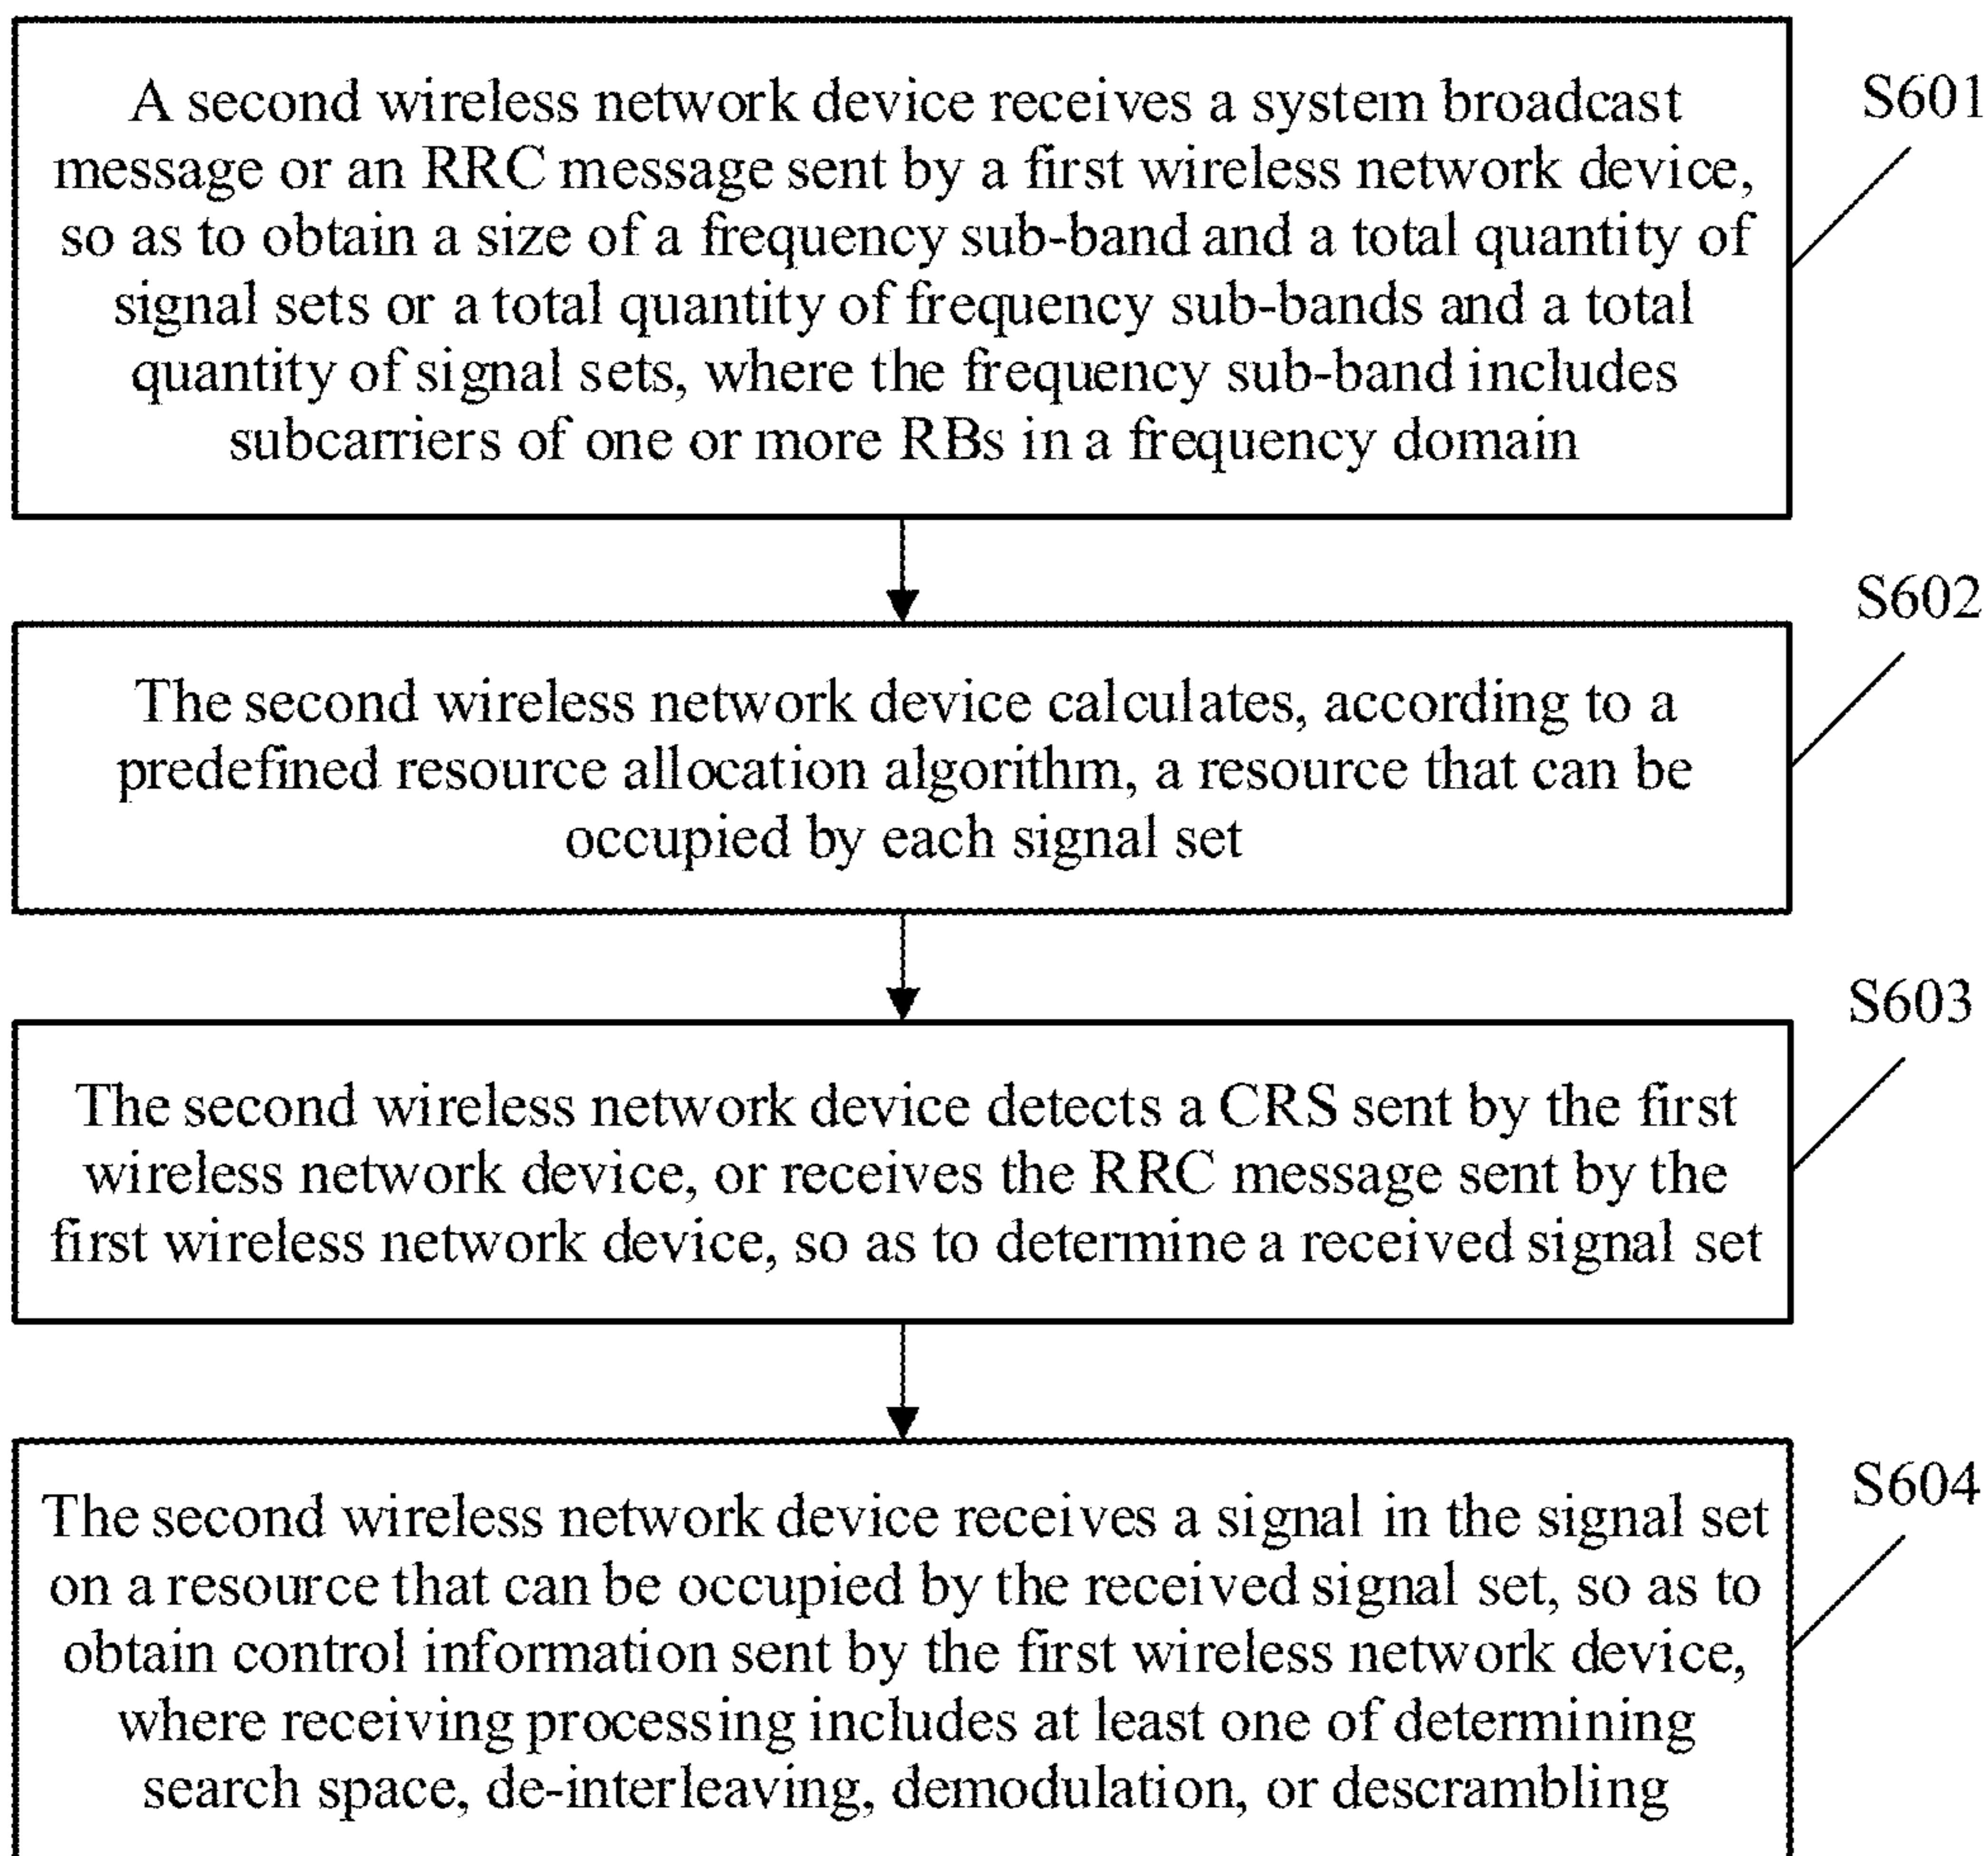 A second wireless network device receives a system broadcast
message or an RRC message sent by a first wireless network device,
so as to obtain a size of a frequency sub-band and a total quantity of
signal sets or a total quantity of frequency sub-bands and a total
quantity of signal sets, where the frequency sub-band includes
subcarriers of one or more RBs in a frequency domain
S601
The second wireless network device calculates, according to a
predefined resource allocation algorithm, a resource that can be
occupied by each signal set
S602
The second wireless network device detects a CRS sent by the first
wireless network device, or receives the RRC message sent by the
first wireless network device, so as to determine a received signal set
S603
The second wireless network device receives a signal in the signal set
on a resource that can be occupied by the received signal set, so as to
obtain control information sent by the first wireless network device,
where receiving processing includes at least one of determining
search space, de-interleaving, demodulation, or descrambling
S604